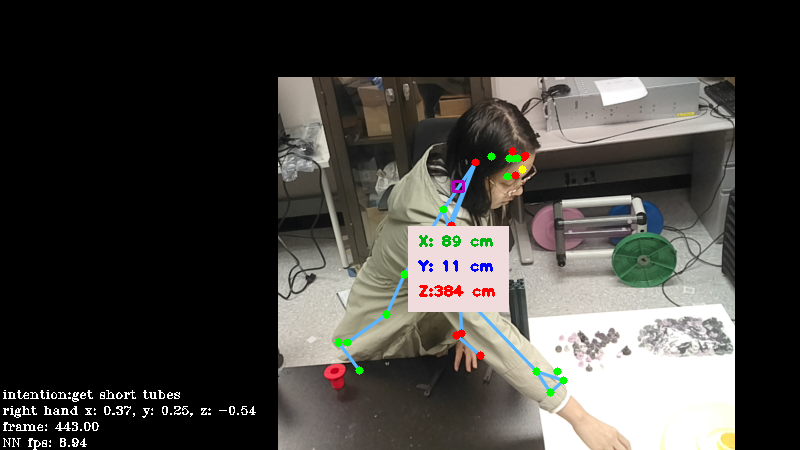 X: 89 cm
Y: 11 cm
Z:384 cm
intention:get short tubes
right hand x: 0.37, y: 0.25, z: −0.54
frame: 443.00
NN fps: 8.94